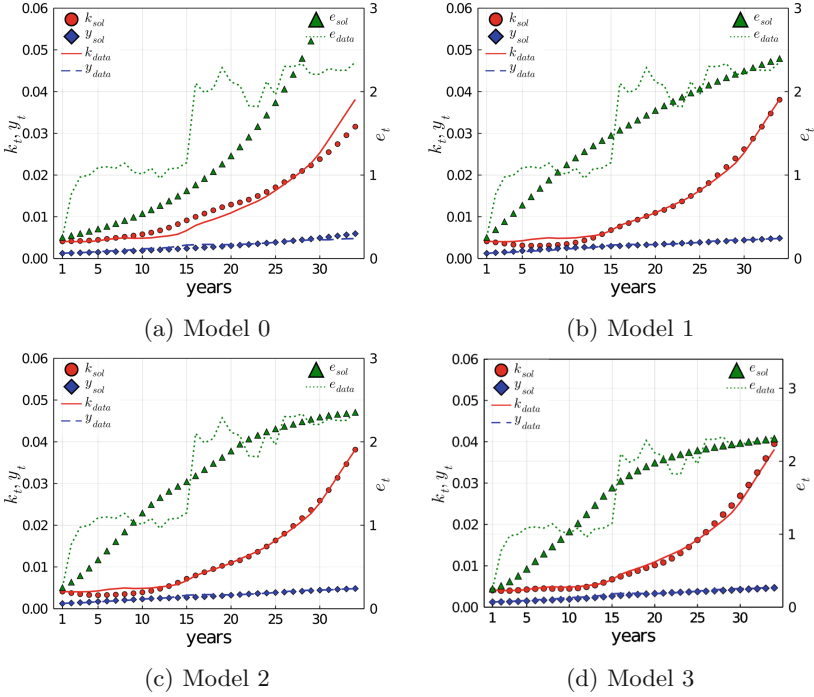 0.06
0.05
0.04
0.03
0.02
0.01
0.00
k_t, y_t
k_sol
y_sol
k_data
y_data
e_sol
e_data
3
2
1
0
e_t
1 5 10 15 20 25 30
years
(a) Model 0
0.06
0.05
0.04
0.03
0.02
0.01
0.00
k_t, y_t
k_sol
y_sol
k_data
y_data
e_sol
e_data
3
2
1
0
e_t
1 5 10 15 20 25 30
years
(b) Model 1
0.06
0.05
0.04
0.03
0.02
0.01
0.00
k_t, y_t
k_sol
y_sol
k_data
y_data
e_sol
e_data
3
2
1
0
e_t
1 5 10 15 20 25 30
years
(c) Model 2
0.06
0.05
0.04
0.03
0.02
0.01
0.00
k_t, y_t
k_sol
y_sol
k_data
y_data
e_sol
e_data
3
2
1
0
e_t
1 5 10 15 20 25 30
years
(d) Model 3